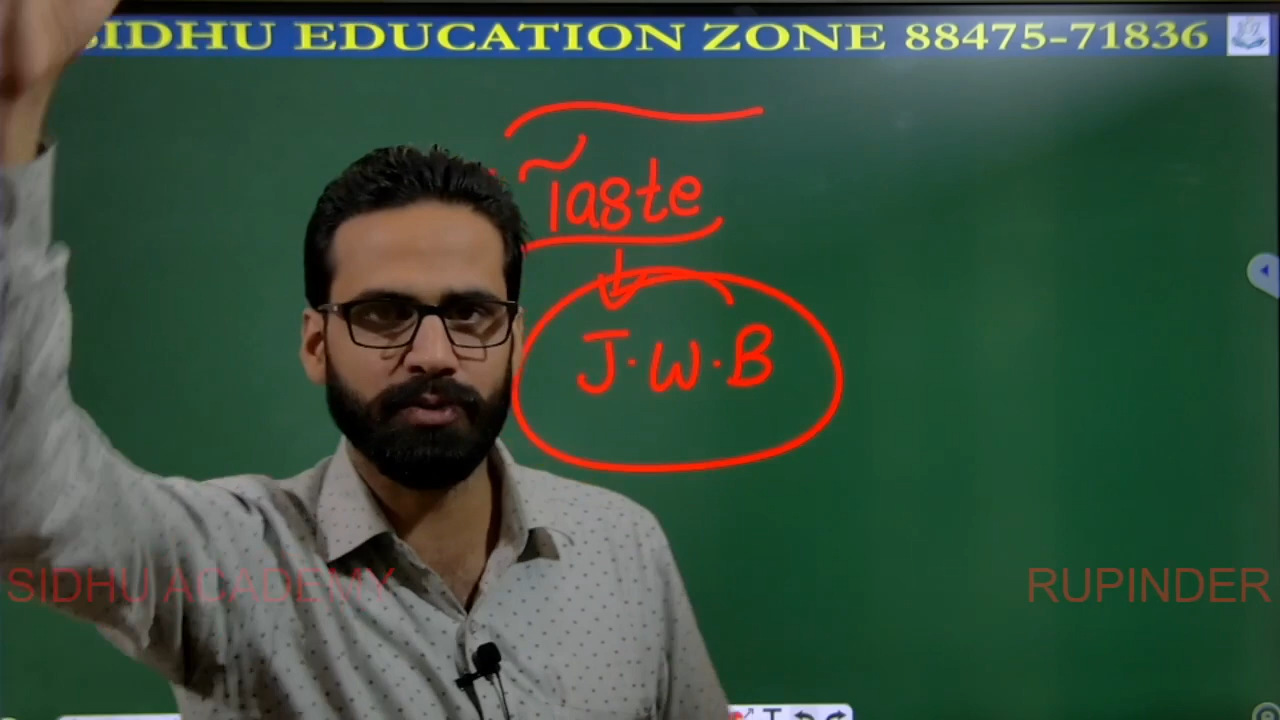 SIDHU EDUCATION ZONE 88475-71836
Taste
J.W.B
SIDHU ACADEMY
RUPINDER